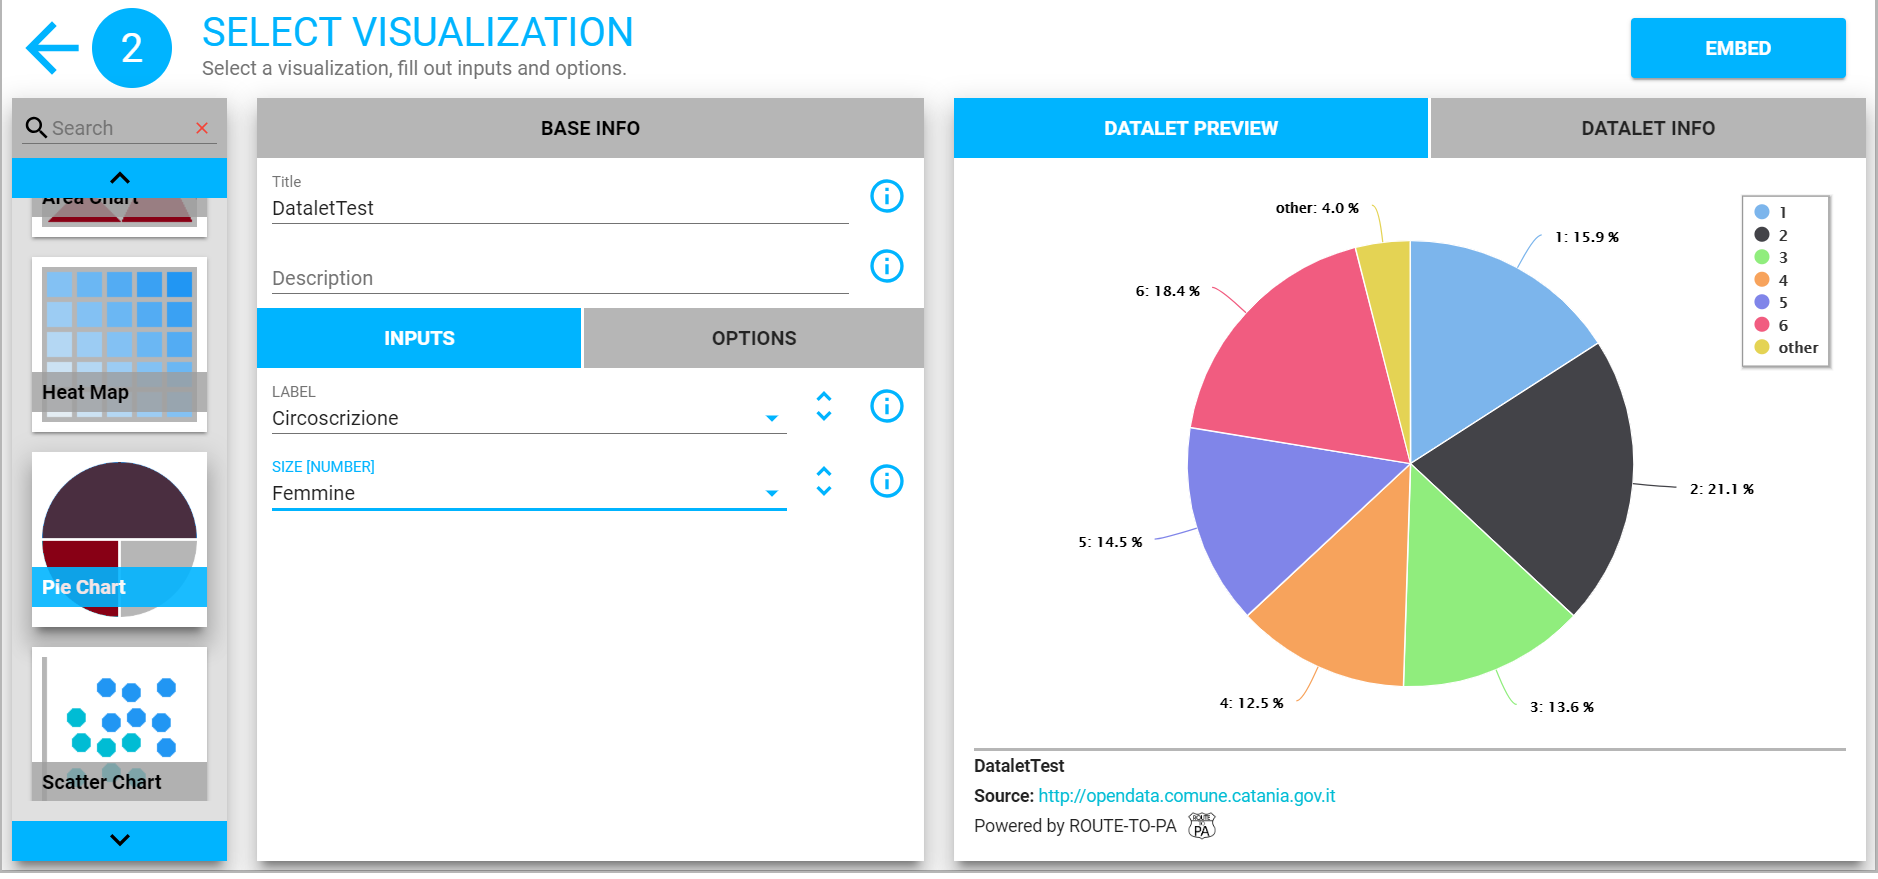 2
SELECT VISUALIZATION
Select a visualization, fill out inputs and options.
EMBED
Search
Area Chart
Heat Map
Pie Chart
Scatter Chart
BASE INFO
Title
DataletTest
Description
INPUTS
OPTIONS
LABEL
Circoscrizione
SIZE [NUMBER]
Femmine
DATALET PREVIEW
DATALET INFO
other: 4.0 %
1: 15.9 %
6: 18.4 %
2: 21.1 %
5: 14.5 %
4: 12.5 %
3: 13.6 %
1
2
3
4
5
6
other
DataletTest
Source: http://opendata.comune.catania.gov.it
Powered by ROUTE-TO-PA
ROUTE
TO
PA